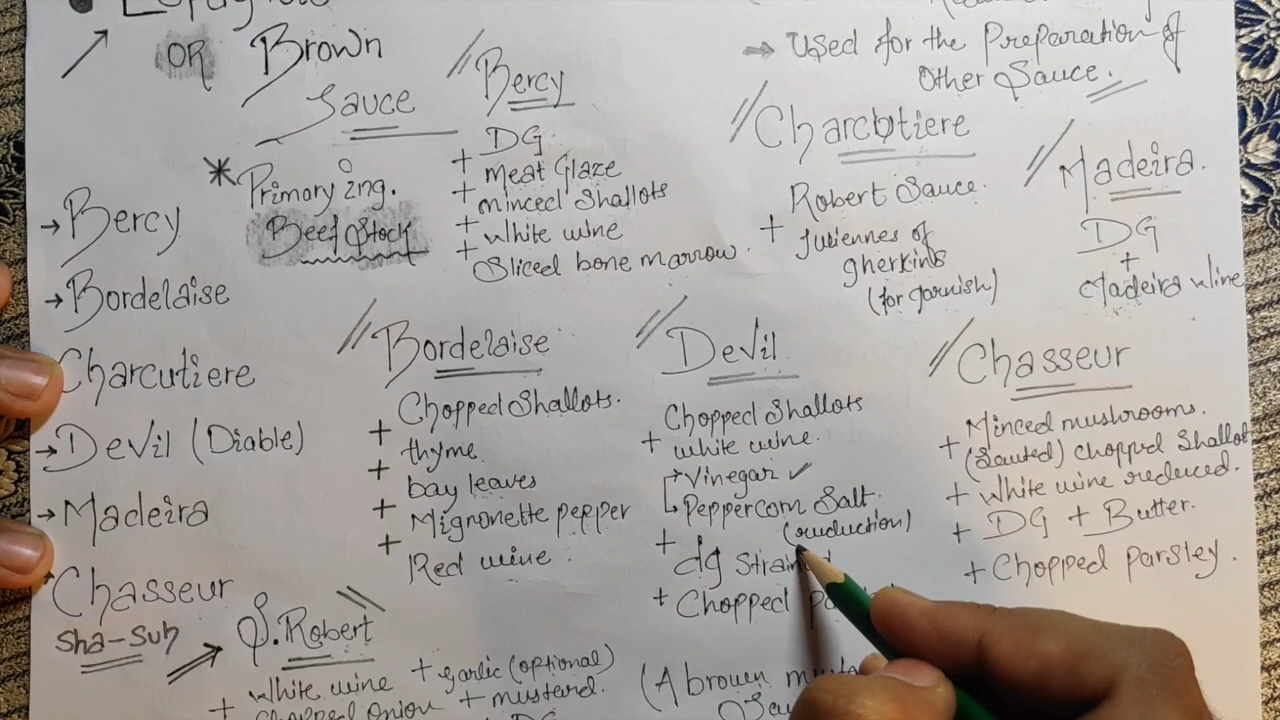 OR Brown
Sauce
* Primary ing.
Beef Stock
→ Used for the Preparation of
Other Sauce.
→ Bercy
→ Bordelaise
Charcutiere
→ Devil (Diable)
→ Madeira
Chasseur
Sha-Suh
Bercy
DG
+ meat Glaze
+ minced Shallots
+ White wine
+ Sliced bone marrow.
Charcutiere
Robert Sauce.
+ Juliennes of
gherkins
(for garnish)
Madeira.
DG
+
Madeira wine
Bordelaise
Chopped Shallots.
+ thyme
+ bay leaves
+ Mignonette pepper
+ Red wine.
Devil
Chopped Shallots
+ white wine.
Vinegar ✓
Peppercorn Salt.
+ dg
+ Chopped
Chasseur
Minced mushrooms.
+ (Sauted) chopped Shallot
+ White wine reduced.
+ DG + Butter.
+ Chopped parsley.
S. Robert
white wine + garlic (optional)
+ Chopped Onion + mustard.
DG
(A brown